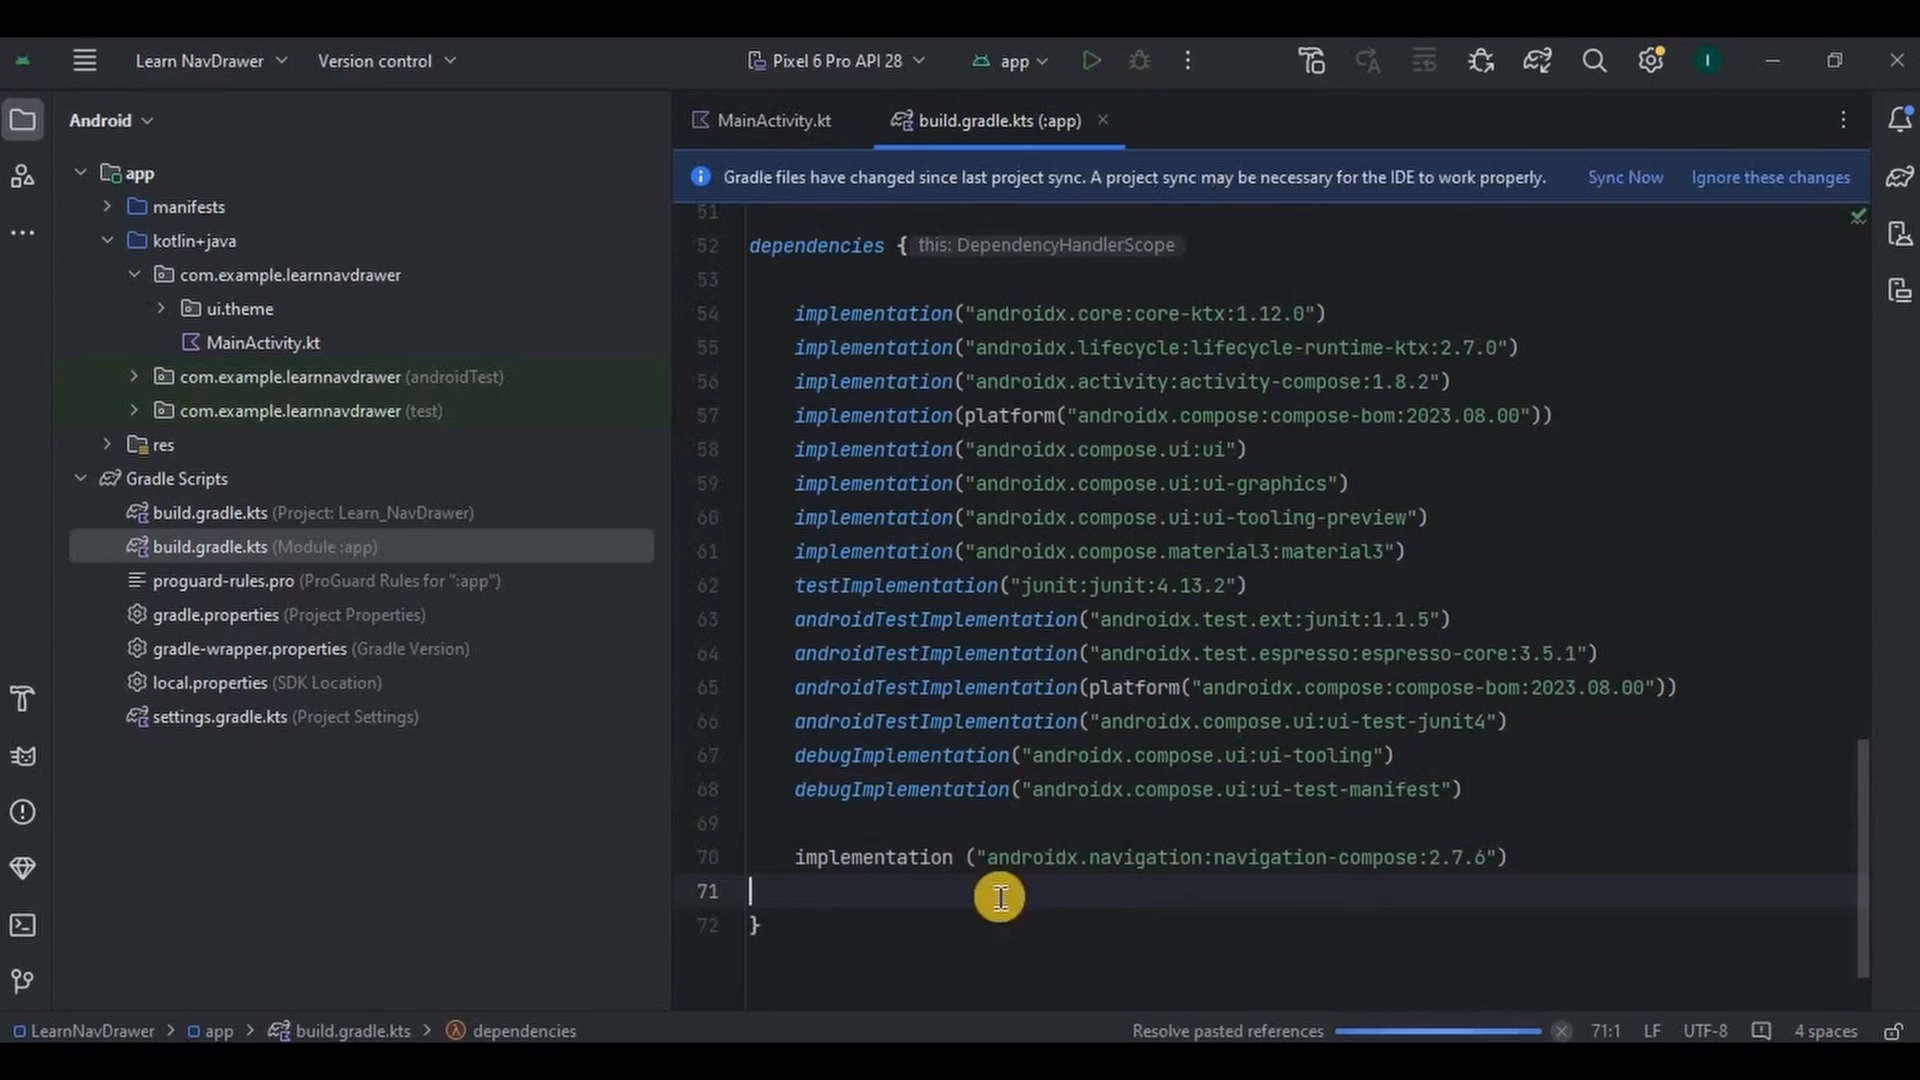 Learn NavDrawer Version control Pixel 6 Pro API 28 app I
Android
MainActivity.kt build.gradle.kts (:app)
Gradle files have changed since last project sync. A project sync may be necessary for the IDE to work properly. Sync Now Ignore these changes
app
manifests
kotlin+java
com.example.learnnavdrawer
ui.theme
MainActivity.kt
com.example.learnnavdrawer (androidTest)
com.example.learnnavdrawer (test)
res
Gradle Scripts
build.gradle.kts (Project: Learn_NavDrawer)
build.gradle.kts (Module :app)
proguard-rules.pro (ProGuard Rules for ":app")
gradle.properties (Project Properties)
gradle-wrapper.properties (Gradle Version)
local.properties (SDK Location)
settings.gradle.kts (Project Settings)
51
52 dependencies { this: DependencyHandlerScope
53
54 implementation("androidx.core:core-ktx:1.12.0")
55 implementation("androidx.lifecycle:lifecycle-runtime-ktx:2.7.0")
56 implementation("androidx.activity:activity-compose:1.8.2")
57 implementation(platform("androidx.compose:compose-bom:2023.08.00"))
58 implementation("androidx.compose.ui:ui")
59 implementation("androidx.compose.ui:ui-graphics")
60 implementation("androidx.compose.ui:ui-tooling-preview")
61 implementation("androidx.compose.material3:material3")
62 testImplementation("junit:junit:4.13.2")
63 androidTestImplementation("androidx.test.ext:junit:1.1.5")
64 androidTestImplementation("androidx.test.espresso:espresso-core:3.5.1")
65 androidTestImplementation(platform("androidx.compose:compose-bom:2023.08.00"))
66 androidTestImplementation("androidx.compose.ui:ui-test-junit4")
67 debugImplementation("androidx.compose.ui:ui-tooling")
68 debugImplementation("androidx.compose.ui:ui-test-manifest")
69
70 implementation ("androidx.navigation:navigation-compose:2.7.6")
71
72 }
LearnNavDrawer > app > build.gradle.kts > dependencies Resolve pasted references 71:1 LF UTF-8 4 spaces